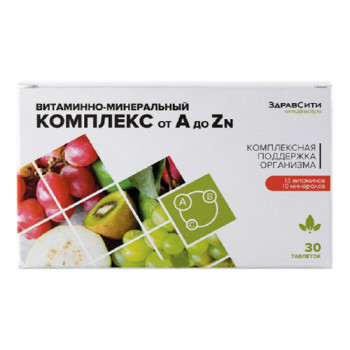 ЗДРАВСИТИ
ВИТАМИННО-МИНЕРАЛЬНЫЙ
КОМПЛЕКС ОТ А ДО ZN
КОМПЛЕКСНАЯ
ПОДДЕРЖКА
ОРГАНИЗМА
13 витаминов
10 минералов
A
B
C
30
ТАБЛЕТОК